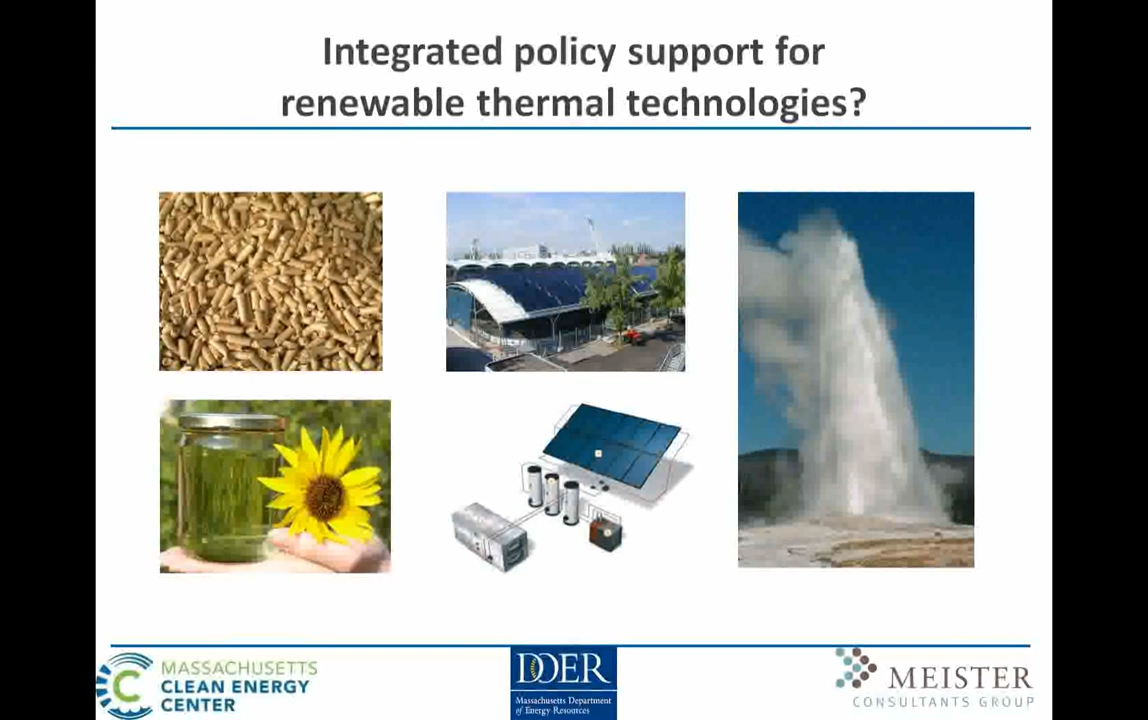 Integrated policy support for
renewable thermal technologies?
MASSACHUSETTS
CLEAN ENERGY
CENTER
DOER
Massachusetts Department
of Energy Resources
MEISTER
CONSULTANTS GROUP